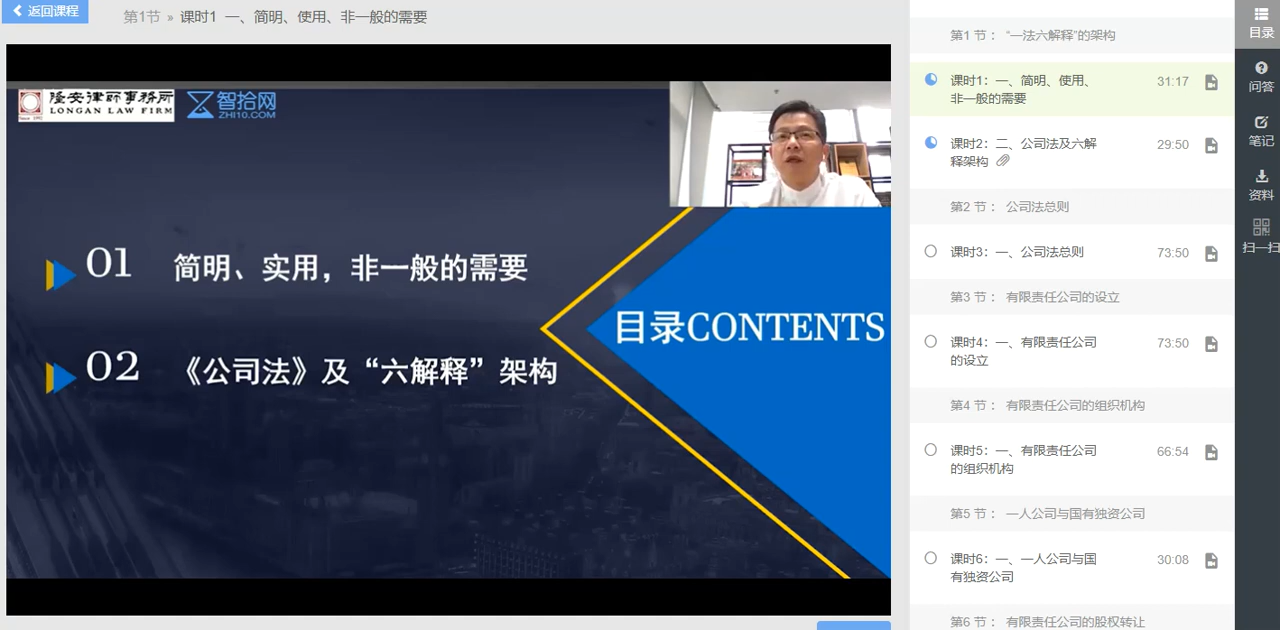 返回课程
第1节 » 课时1 一、简明、使用、非一般的需要
隆安律师事務所
LONGAN LAW FIRM
Since 1992
智拾网
ZHI10.COM
01 简明、实用，非一般的需要
02 《公司法》及“六解释”架构
目录CONTENTS
第1 节： “一法六解释”的架构
课时1：一、简明、使用、 31:17
非一般的需要
课时2：二、公司法及六解 29:50
释架构
第2 节： 公司法总则
课时3：一、公司法总则 73:50
第3 节： 有限责任公司的设立
课时4：一、有限责任公司 73:50
的设立
第4 节： 有限责任公司的组织机构
课时5：一、有限责任公司 66:54
的组织机构
第5 节： 一人公司与国有独资公司
课时6：一、一人公司与国 30:08
有独资公司
第6 节： 有限责任公司的股权转让
目录
问答
笔记
资料
扫一扫